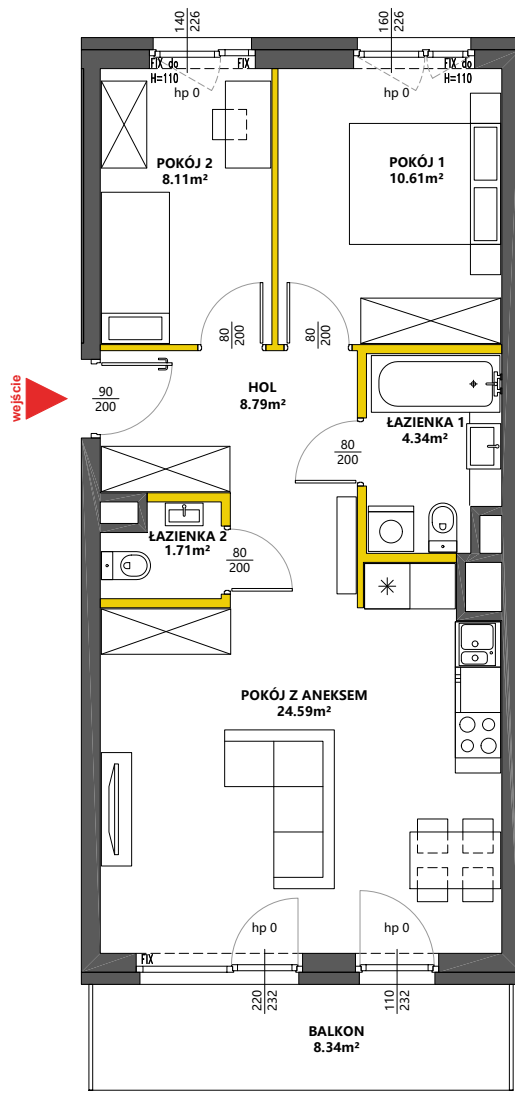 140
226
160
226
FIX do
H=110
FIX
FIX do
H=110
hp 0
hp 0
POKÓJ 2
8.11m²
POKÓJ 1
10.61m²
80
200
80
200
wejście
90
200
HOL
8.79m²
ŁAZIENKA 1
4.34m²
80
200
ŁAZIENKA 2
1.71m²
80
200
POKÓJ Z ANEKSEM
24.59m²
hp 0
hp 0
FIX
220
232
110
232
BALKON
8.34m²